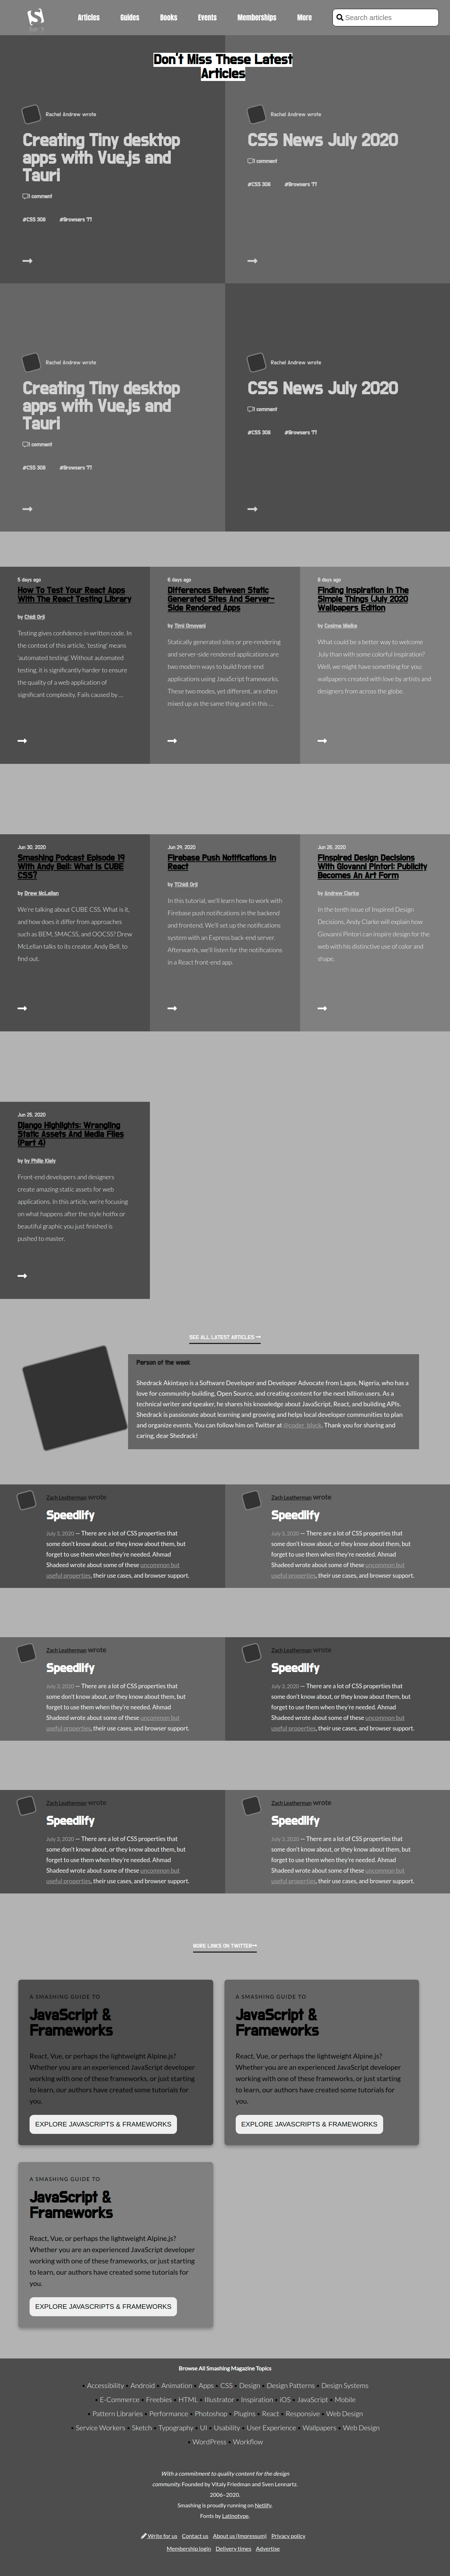 Articles Guides Books Events Memberships More Search articles
Don't Miss These Latest
Articles
Rachel Andrew wrote
Creating Tiny desktop
apps with Vue.js and
Tauri
1 comment
#CSS 309 #Browsers 71
Rachel Andrew wrote
CSS News July 2020
1 comment
#CSS 308 #Browsers 71
Rachel Andrew wrote
Creating Tiny desktop
apps with Vue.js and
Tauri
1 comment
#CSS 309 #Browsers 71
Rachel Andrew wrote
CSS News July 2020
1 comment
#CSS 308 #Browsers 71
5 days ago
How To Test Your React Apps
With The React Testing Library
by Chidi Orji
Testing gives confidence in written code. In
the context of this article, 'testing' means
'automated testing'. Without automated
testing, it is significantly harder to ensure
the quality of a web application of
significant complexity. Fails caused by ...
6 days ago
Differences Between Static
Generated Sites And Server-
Side Rendered Apps
by Timi Omoyeni
Statically generated sites or pre-rendering
and server-side rendered applications are
two modern ways to build front-end
applications using JavaScript frameworks.
These two modes, yet different, are often
mixed up as the same thing and in this ...
8 days ago
Finding Inspiration In The
Simple Things (July 2020
Wallpapers Edition
by Cosima Mielke
What could be a better way to welcome
July than with some colorful inspiration?
Well, we might have something for you:
wallpapers created with love by artists and
designers from across the globe.
Jun 30, 2020
Smashing Podcast Episode 19
With Andy Bell: What Is CUBE
CSS?
by Drew McLellan
We're talking about CUBE CSS. What is it,
and how does it differ from approaches
such as BEM, SMACSS, and OOCSS? Drew
McLellan talks to its creator, Andy Bell, to
find out.
Jun 29, 2020
Firebase Push Notifications In
React
by TChidi Orji
In this tutorial, we'll learn how to work with
Firebase push notifications in the backend
and frontend. We'll set up the notifications
system with an Express back-end server.
Afterwards, we'll listen for the notifications
in a React front-end app.
Jun 26, 2020
FInspired Design Decisions
With Giovanni Pintori: Publicity
Becomes An Art Form
by Andrew Clarke
In the tenth issue of Inspired Design
Decisions, Andy Clarke will explain how
Giovanni Pintori can inspire design for the
web with his distinctive use of color and
shape.
Jun 25, 2020
Django Highlights: Wrangling
Static Assets And Media Files
(Part 4)
by by Philip Kiely
Front-end developers and designers
create amazing static assets for web
applications. In this article, we're focusing
on what happens after the style hotfix or
beautiful graphic you just finished is
pushed to master.
SEE ALL LATEST ARTICLES
Person of the week
Shedrack Akintayo is a Software Developer and Developer Advocate from Lagos, Nigeria, who has a
love for community-building, Open Source, and creating content for the next billion users. As a
technical writer and speaker, he shares his knowledge about JavaScript, React, and building APIs.
Shedrack is passionate about learning and growing and helps local developer communities to plan
and organize events. You can follow him on Twitter at @coder_blvck. Thank you for sharing and
caring, dear Shedrack!
Zach Leatherman wrote
Speedlify
July 3, 2020 — There are a lot of CSS properties that
some don't know about, or they know about them, but
forget to use them when they're needed. Ahmad
Shadeed wrote about some of these uncommon but
useful properties, their use cases, and browser support.
Zach Leatherman wrote
Speedlify
July 3, 2020 — There are a lot of CSS properties that
some don't know about, or they know about them, but
forget to use them when they're needed. Ahmad
Shadeed wrote about some of these uncommon but
useful properties, their use cases, and browser support.
Zach Leatherman wrote
Speedlify
July 3, 2020 — There are a lot of CSS properties that
some don't know about, or they know about them, but
forget to use them when they're needed. Ahmad
Shadeed wrote about some of these uncommon but
useful properties, their use cases, and browser support.
Zach Leatherman wrote
Speedlify
July 3, 2020 — There are a lot of CSS properties that
some don't know about, or they know about them, but
forget to use them when they're needed. Ahmad
Shadeed wrote about some of these uncommon but
useful properties, their use cases, and browser support.
Zach Leatherman wrote
Speedlify
July 3, 2020 — There are a lot of CSS properties that
some don't know about, or they know about them, but
forget to use them when they're needed. Ahmad
Shadeed wrote about some of these uncommon but
useful properties, their use cases, and browser support.
Zach Leatherman wrote
Speedlify
July 3, 2020 — There are a lot of CSS properties that
some don't know about, or they know about them, but
forget to use them when they're needed. Ahmad
Shadeed wrote about some of these uncommon but
useful properties, their use cases, and browser support.
MORE LINKS ON TWITTER
A SMASHING GUIDE TO
JavaScript &
Frameworks
React, Vue, or perhaps the lightweight Alpine.js?
Whether you are an experienced JavaScript developer
working with one of these frameworks, or just starting
to learn, our authors have created some tutorials for
you.
EXPLORE JAVASCRIPTS & FRAMEWORKS
A SMASHING GUIDE TO
JavaScript &
Frameworks
React, Vue, or perhaps the lightweight Alpine.js?
Whether you are an experienced JavaScript developer
working with one of these frameworks, or just starting
to learn, our authors have created some tutorials for
you.
EXPLORE JAVASCRIPTS & FRAMEWORKS
A SMASHING GUIDE TO
JavaScript &
Frameworks
React, Vue, or perhaps the lightweight Alpine.js?
Whether you are an experienced JavaScript developer
working with one of these frameworks, or just starting
to learn, our authors have created some tutorials for
you.
EXPLORE JAVASCRIPTS & FRAMEWORKS
Browse All Smashing Magazine Topics
• Accessibility • Android • Animation • Apps • CSS • Design • Design Patterns • Design Systems
• E-Commerce • Freebies • HTML • Illustrator • Inspiration • iOS • JavaScript • Mobile
• Pattern Libraries • Performance • Photoshop • Plugins • React • Responsive • Web Design
• Service Workers • Sketch • Typography • UI • Usability • User Experience • Wallpapers • Web Design
• WordPress • Workflow
With a commitment to quality content for the design
community. Founded by Vitaly Friedman and Sven Lennartz.
2006–2020.
Smashing is proudly running on Netlify.
Fonts by Latinotype.
Write for us Contact us About us (Impressum) Privacy policy
Membership login Delivery times Advertise